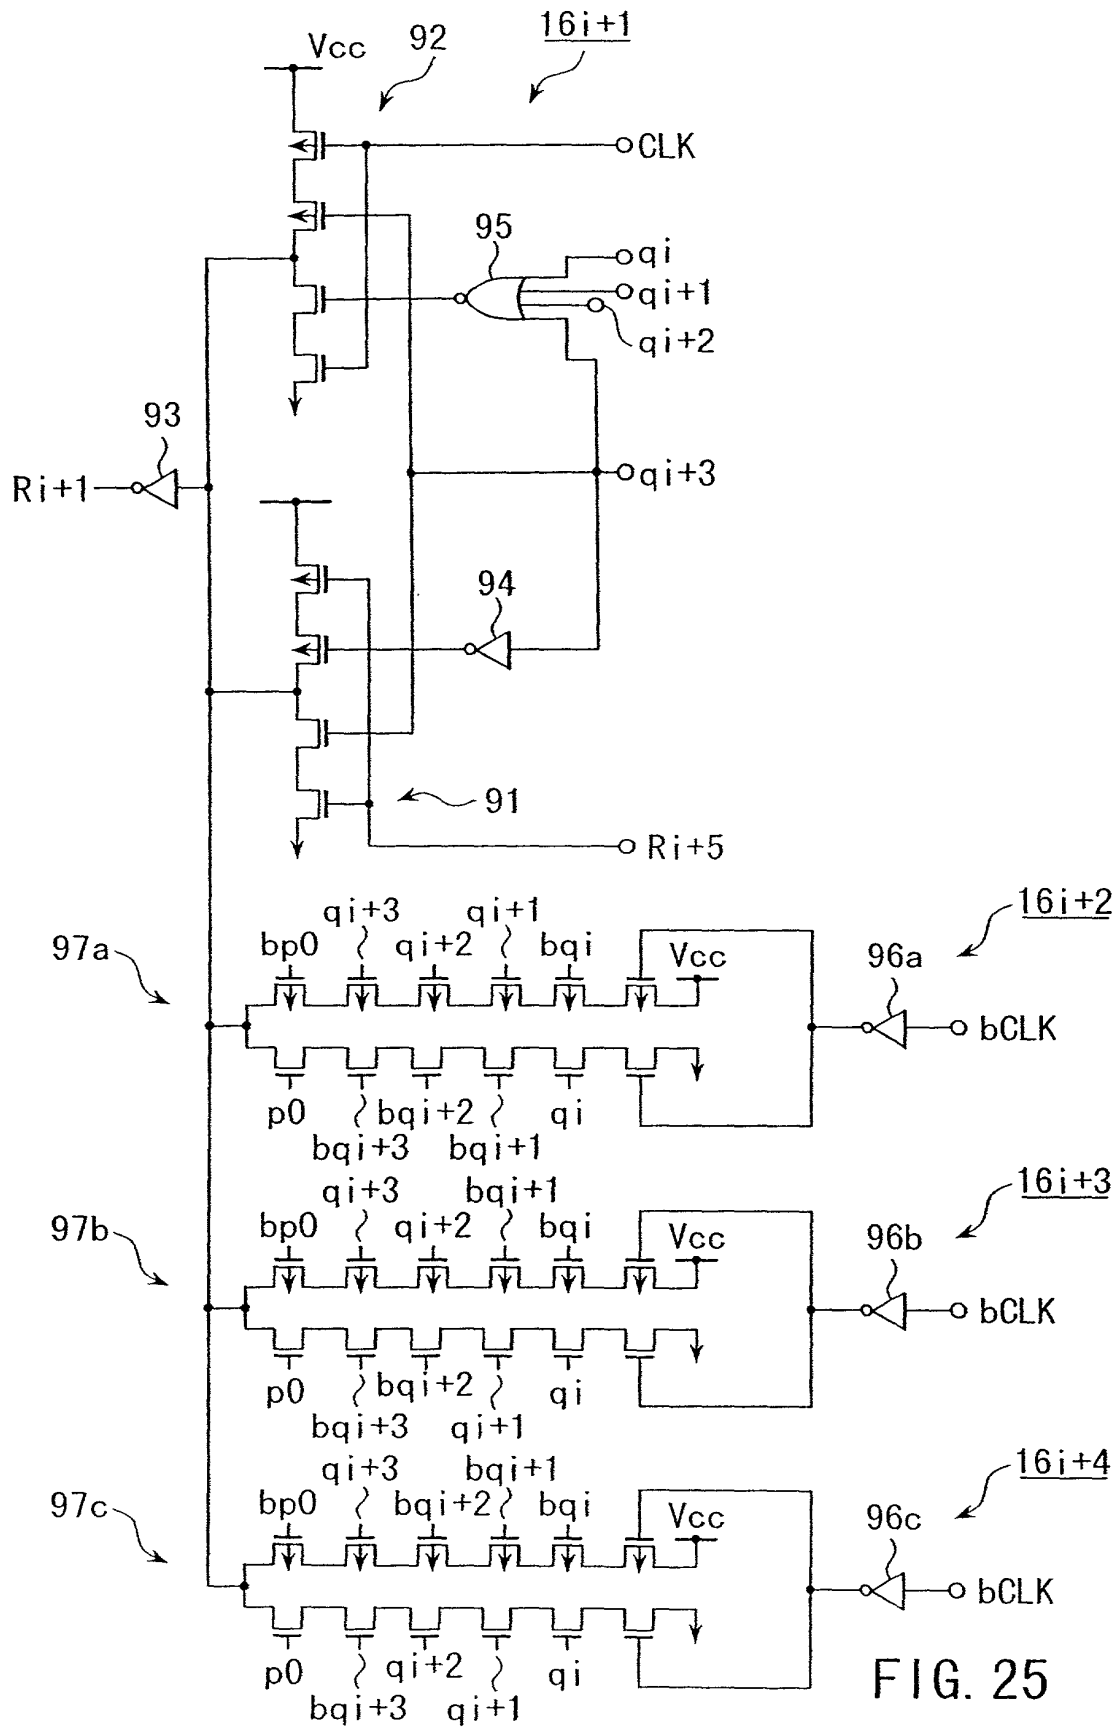 92
16i+1
Vcc
CLK
95
qi
qi+1
qi+2
93
Ri+1
qi+3
94
91
Ri+5
qi+3
qi+1
16i+2
97a
bp0
qi+2
bqi
Vcc
96a
bCLK
p0
bqi+2
qi
bqi+3
bqi+1
qi+3
bqi+1
16i+3
97b
bp0
qi+2
bqi
Vcc
96b
bCLK
p0
bqi+2
qi
bqi+3
qi+1
qi+3
bqi+1
16i+4
97c
bp0
bqi+2
bqi
Vcc
96c
bCLK
p0
qi+2
qi
bqi+3
qi+1
FIG. 25